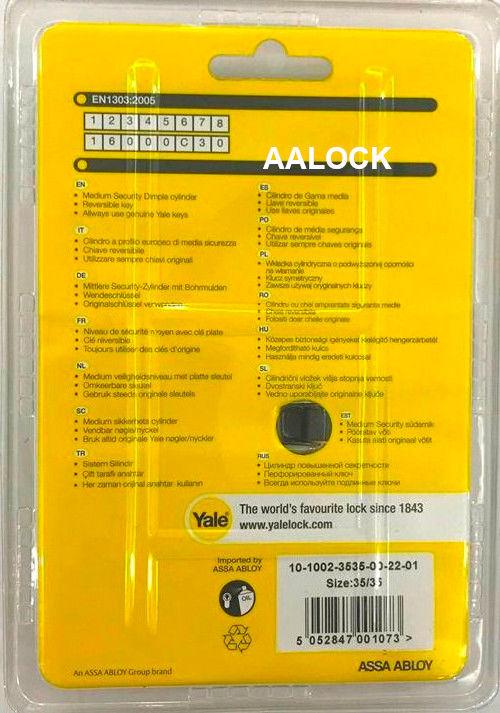 EN1303:2005
1 2 3 4 5 6 7 8
1 6 0 0 0 C 3 0
AALOCK
EN
• Medium Security Dimple cylinder
• Reversible key
• Allways use genuine Yale keys
IT
• Cilindro a profilo europeo di media sicurezza
• Chiave reversibile
• Utilizzare sempre chiavi originali
DE
• Mittlere Security-Zylinder mit Bohrmulden
• Wendeschlüssel
• Originalschlüssel verwenden
FR
• Niveau de sécurité moyen avec clé plate
• Clé réversible
• Toujours utiliser des clés d'origine
NL
• Medium veiligheidsniveau met platte sleutel
• Omkeerbare sleutel
• Gebruik steeds originale sleutels
SC
• Medium sikkerhets cylinder
• Vendbar nøgler/nyckel
• Bruk altid originale Yale nøgler/nyckler
TR
• Sistem Silindir
• Çift taraflı anahtar
• Her zaman orijinal anahtar kullanın
ES
• Cilindro de Gama media
• Llave reversible
• Use llaves originales
PO
• Cilindro de média segurança
• Chave reversível
• Utilizar sempre chaves originais
PL
• Wkładka cylindryczna o podwyższonej oporności
na włamanie
• Klucz symetryczny
• Zawsze używaj oryginalnych kluczy
RO
• Cilindru cu chei amprentate siguranta medie
• Cheie reversibila
• Folositi doar cheile originale
HU
• Közepes biztonsági igényeket kielégítő hengerzárbetét
• Megfordítható kulcs
• Használja mindig eredeti kulcsoal
SL
• Cilindrični vložek višja stopnja varnosti
• Dvostranski ključ
• Vedno uporabljajte originalne ključe
EST
• Medium Security südamik
• Pööratav võti
• Kasuta alati originaal võtit
RUS
• Цилиндр повышенной секретности
• Перфорированный ключ
• Всегда используйте подлинные ключи
Yale
The world's favourite lock since 1843
www.yalelock.com
Imported by
ASSA ABLOY
OIL
10-1002-3535-00-22-01
Size:35/35
5 052847 001073 >
An ASSA ABLOY Group brand
ASSA ABLOY